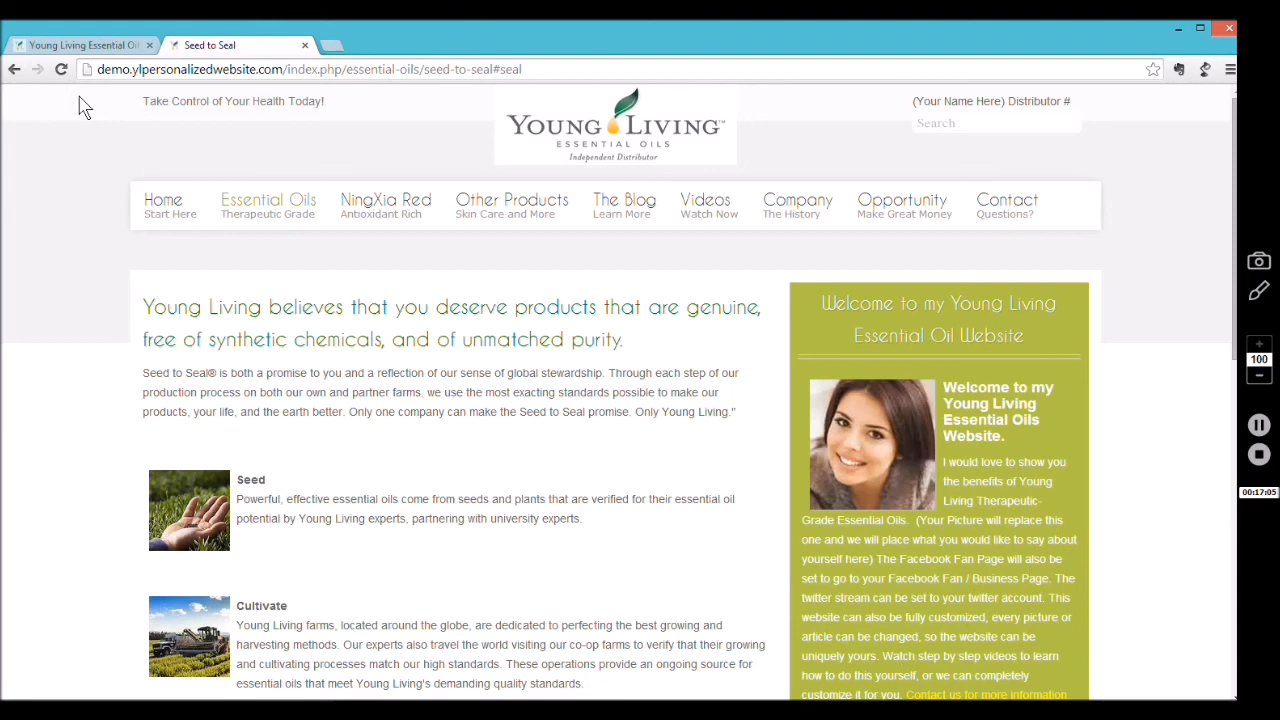 Young Living Essential Oil
Seed to Seal
demo.ylpersonalizedwebsite.com/index.php/essential-oils/seed-to-seal#seal
Take Control of Your Health Today!
YOUNG LIVING™
ESSENTIAL OILS
Independent Distributor
(Your Name Here) Distributor #
Search
Home Essential Oils NingXia Red Other Products The Blog Videos Company Opportunity Contact
Start Here Therapeutic Grade Antioxidant Rich Skin Care and More Learn More Watch Now The History Make Great Money Questions?
Young Living believes that you deserve products that are genuine,
free of synthetic chemicals, and of unmatched purity.
Seed to Seal® is both a promise to you and a reflection of our sense of global stewardship. Through each step of our
production process on both our own and partner farms, we use the most exacting standards possible to make our
products, your life, and the earth better. Only one company can make the Seed to Seal promise. Only Young Living."
Seed
Powerful, effective essential oils come from seeds and plants that are verified for their essential oil
potential by Young Living experts, partnering with university experts.
Cultivate
Young Living farms, located around the globe, are dedicated to perfecting the best growing and
harvesting methods. Our experts also travel the world visiting our co-op farms to verify that their growing
and cultivating processes match our high standards. These operations provide an ongoing source for
essential oils that meet Young Living's demanding quality standards.
Welcome to my Young Living
Essential Oil Website
Welcome to my
Young Living
Essential Oils
Website.
I would love to show you
the benefits of Young
Living Therapeutic-
Grade Essential Oils. (Your Picture will replace this
one and we will place what you would like to say about
yourself here) The Facebook Fan Page will also be
set to go to your Facebook Fan / Business Page. The
twitter stream can be set to your twitter account. This
website can also be fully customized, every picture or
article can be changed, so the website can be
uniquely yours. Watch step by step videos to learn
how to do this yourself, or we can completely
customize it for you. Contact us for more information
100
00:17:05